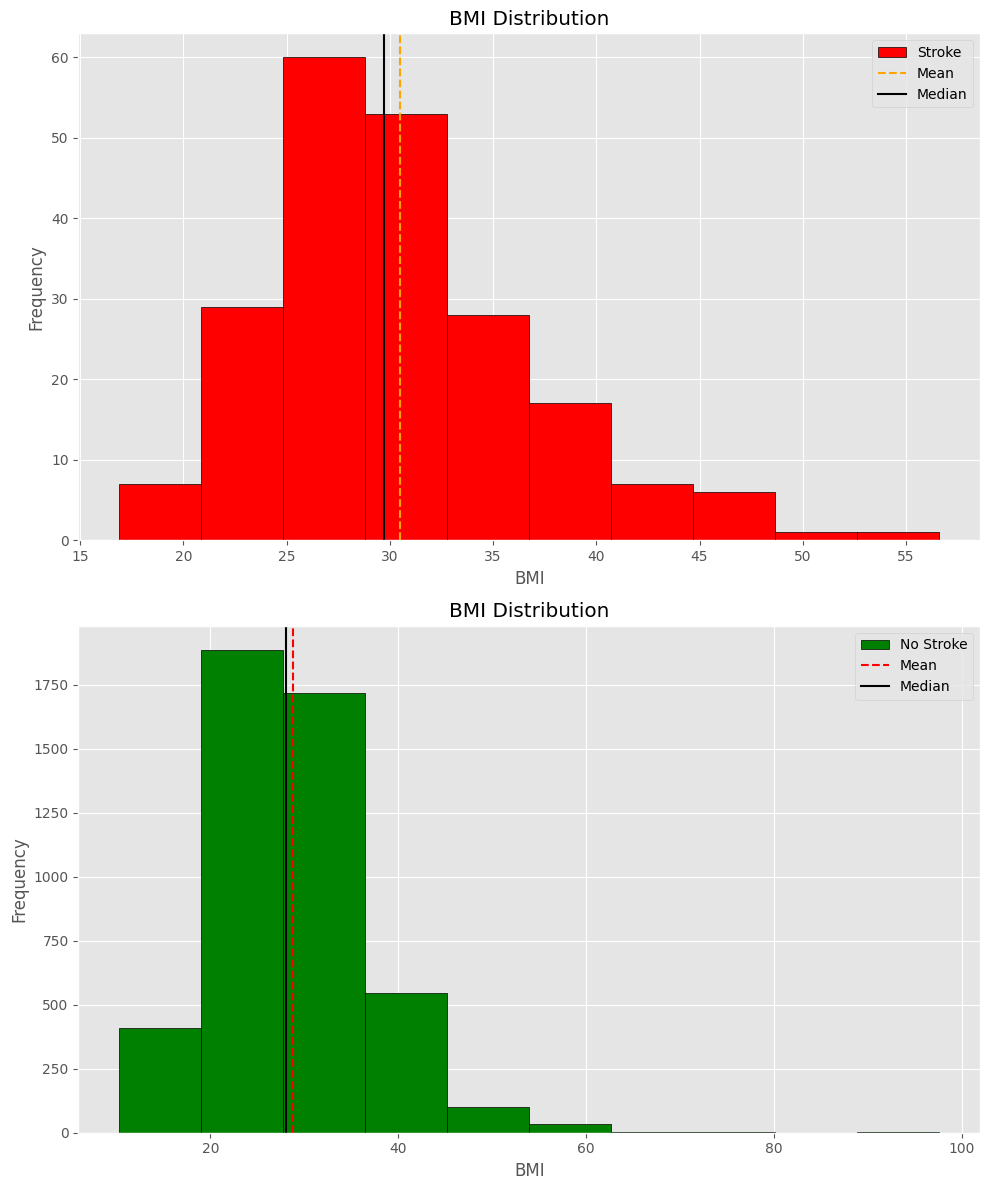 BMI Distribution
Stroke
Mean
Median
Frequency
60
50
40
30
20
10
0
15 20 25 30 35 40 45 50 55
BMI
BMI Distribution
No Stroke
Mean
Median
Frequency
1750
1500
1250
1000
750
500
250
0
20 40 60 80 100
BMI